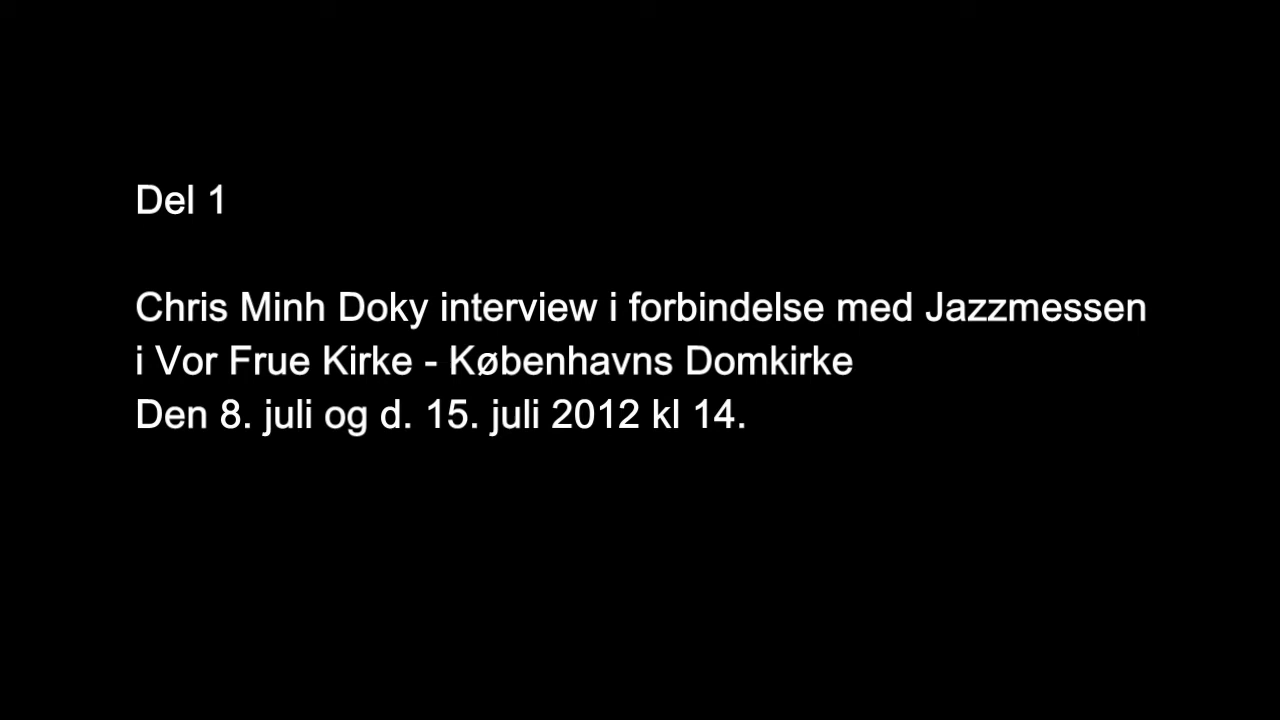 Del 1
Chris Minh Doky interview i forbindelse med Jazzmessen
i Vor Frue Kirke - Københavns Domkirke
Den 8. juli og d. 15. juli 2012 kl 14.